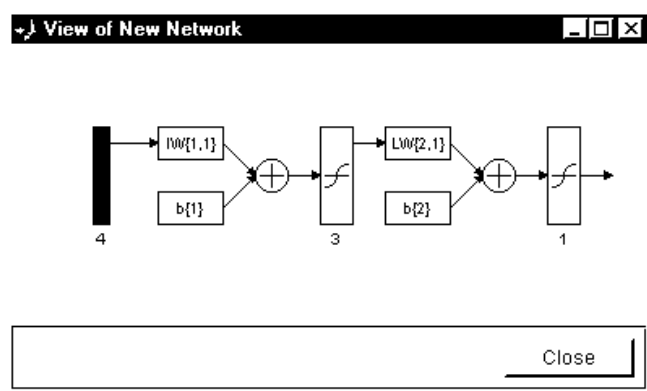 View of New Network
IW{1,1}
LW{2,1}
b{1}
b{2}
4
3
1
Close